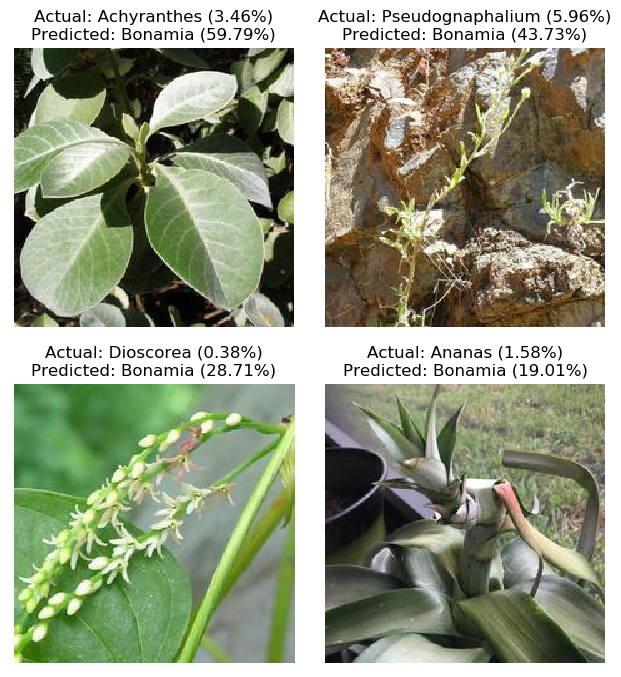 Actual: Achyranthes (3.46%)
Predicted: Bonamia (59.79%)
Actual: Pseudognaphalium (5.96%)
Predicted: Bonamia (43.73%)
Actual: Dioscorea (0.38%)
Predicted: Bonamia (28.71%)
Actual: Ananas (1.58%)
Predicted: Bonamia (19.01%)